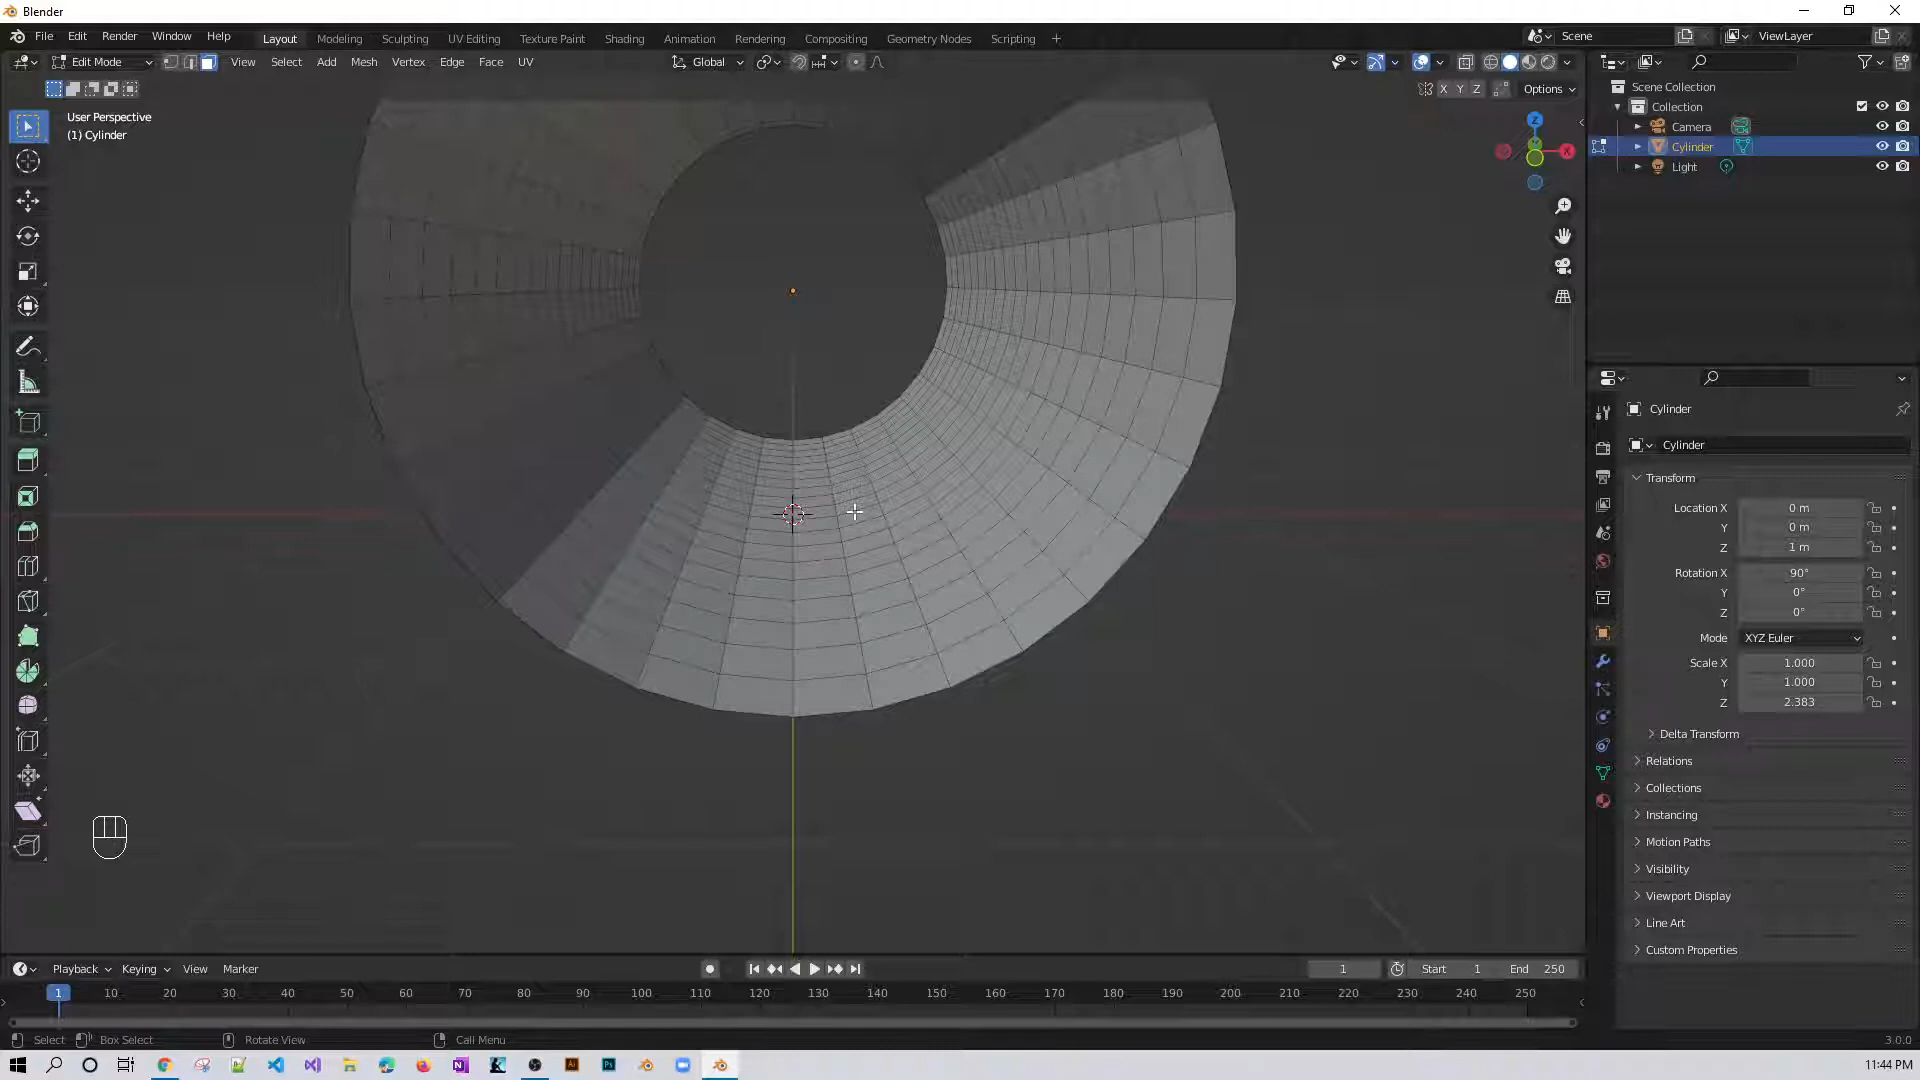 Blender
File Edit Render Window Help
Layout Modeling Sculpting UV Editing Texture Paint Shading Animation Rendering Compositing Geometry Nodes Scripting +
Scene
ViewLayer
Edit Mode
View Select Add Mesh Vertex Edge Face UV
Global
X Y Z
Options
User Perspective
(1) Cylinder
Z
X
Scene Collection
Collection
Camera
Cylinder
Light
Cylinder
Cylinder
Transform
Location X 0 m
Y 0 m
Z 1 m
Rotation X 90°
Y 0°
Z 0°
Mode XYZ Euler
Scale X 1.000
Y 1.000
Z 2.383
Delta Transform
Relations
Collections
Instancing
Motion Paths
Visibility
Viewport Display
Line Art
Custom Properties
Playback Keying View Marker
1 Start 1 End 250
1 10 20 30 40 50 60 70 80 90 100 110 120 130 140 150 160 170 180 190 200 210 220 230 240 250
Select Box Select Rotate View Call Menu
3.0.0
11:44 PM